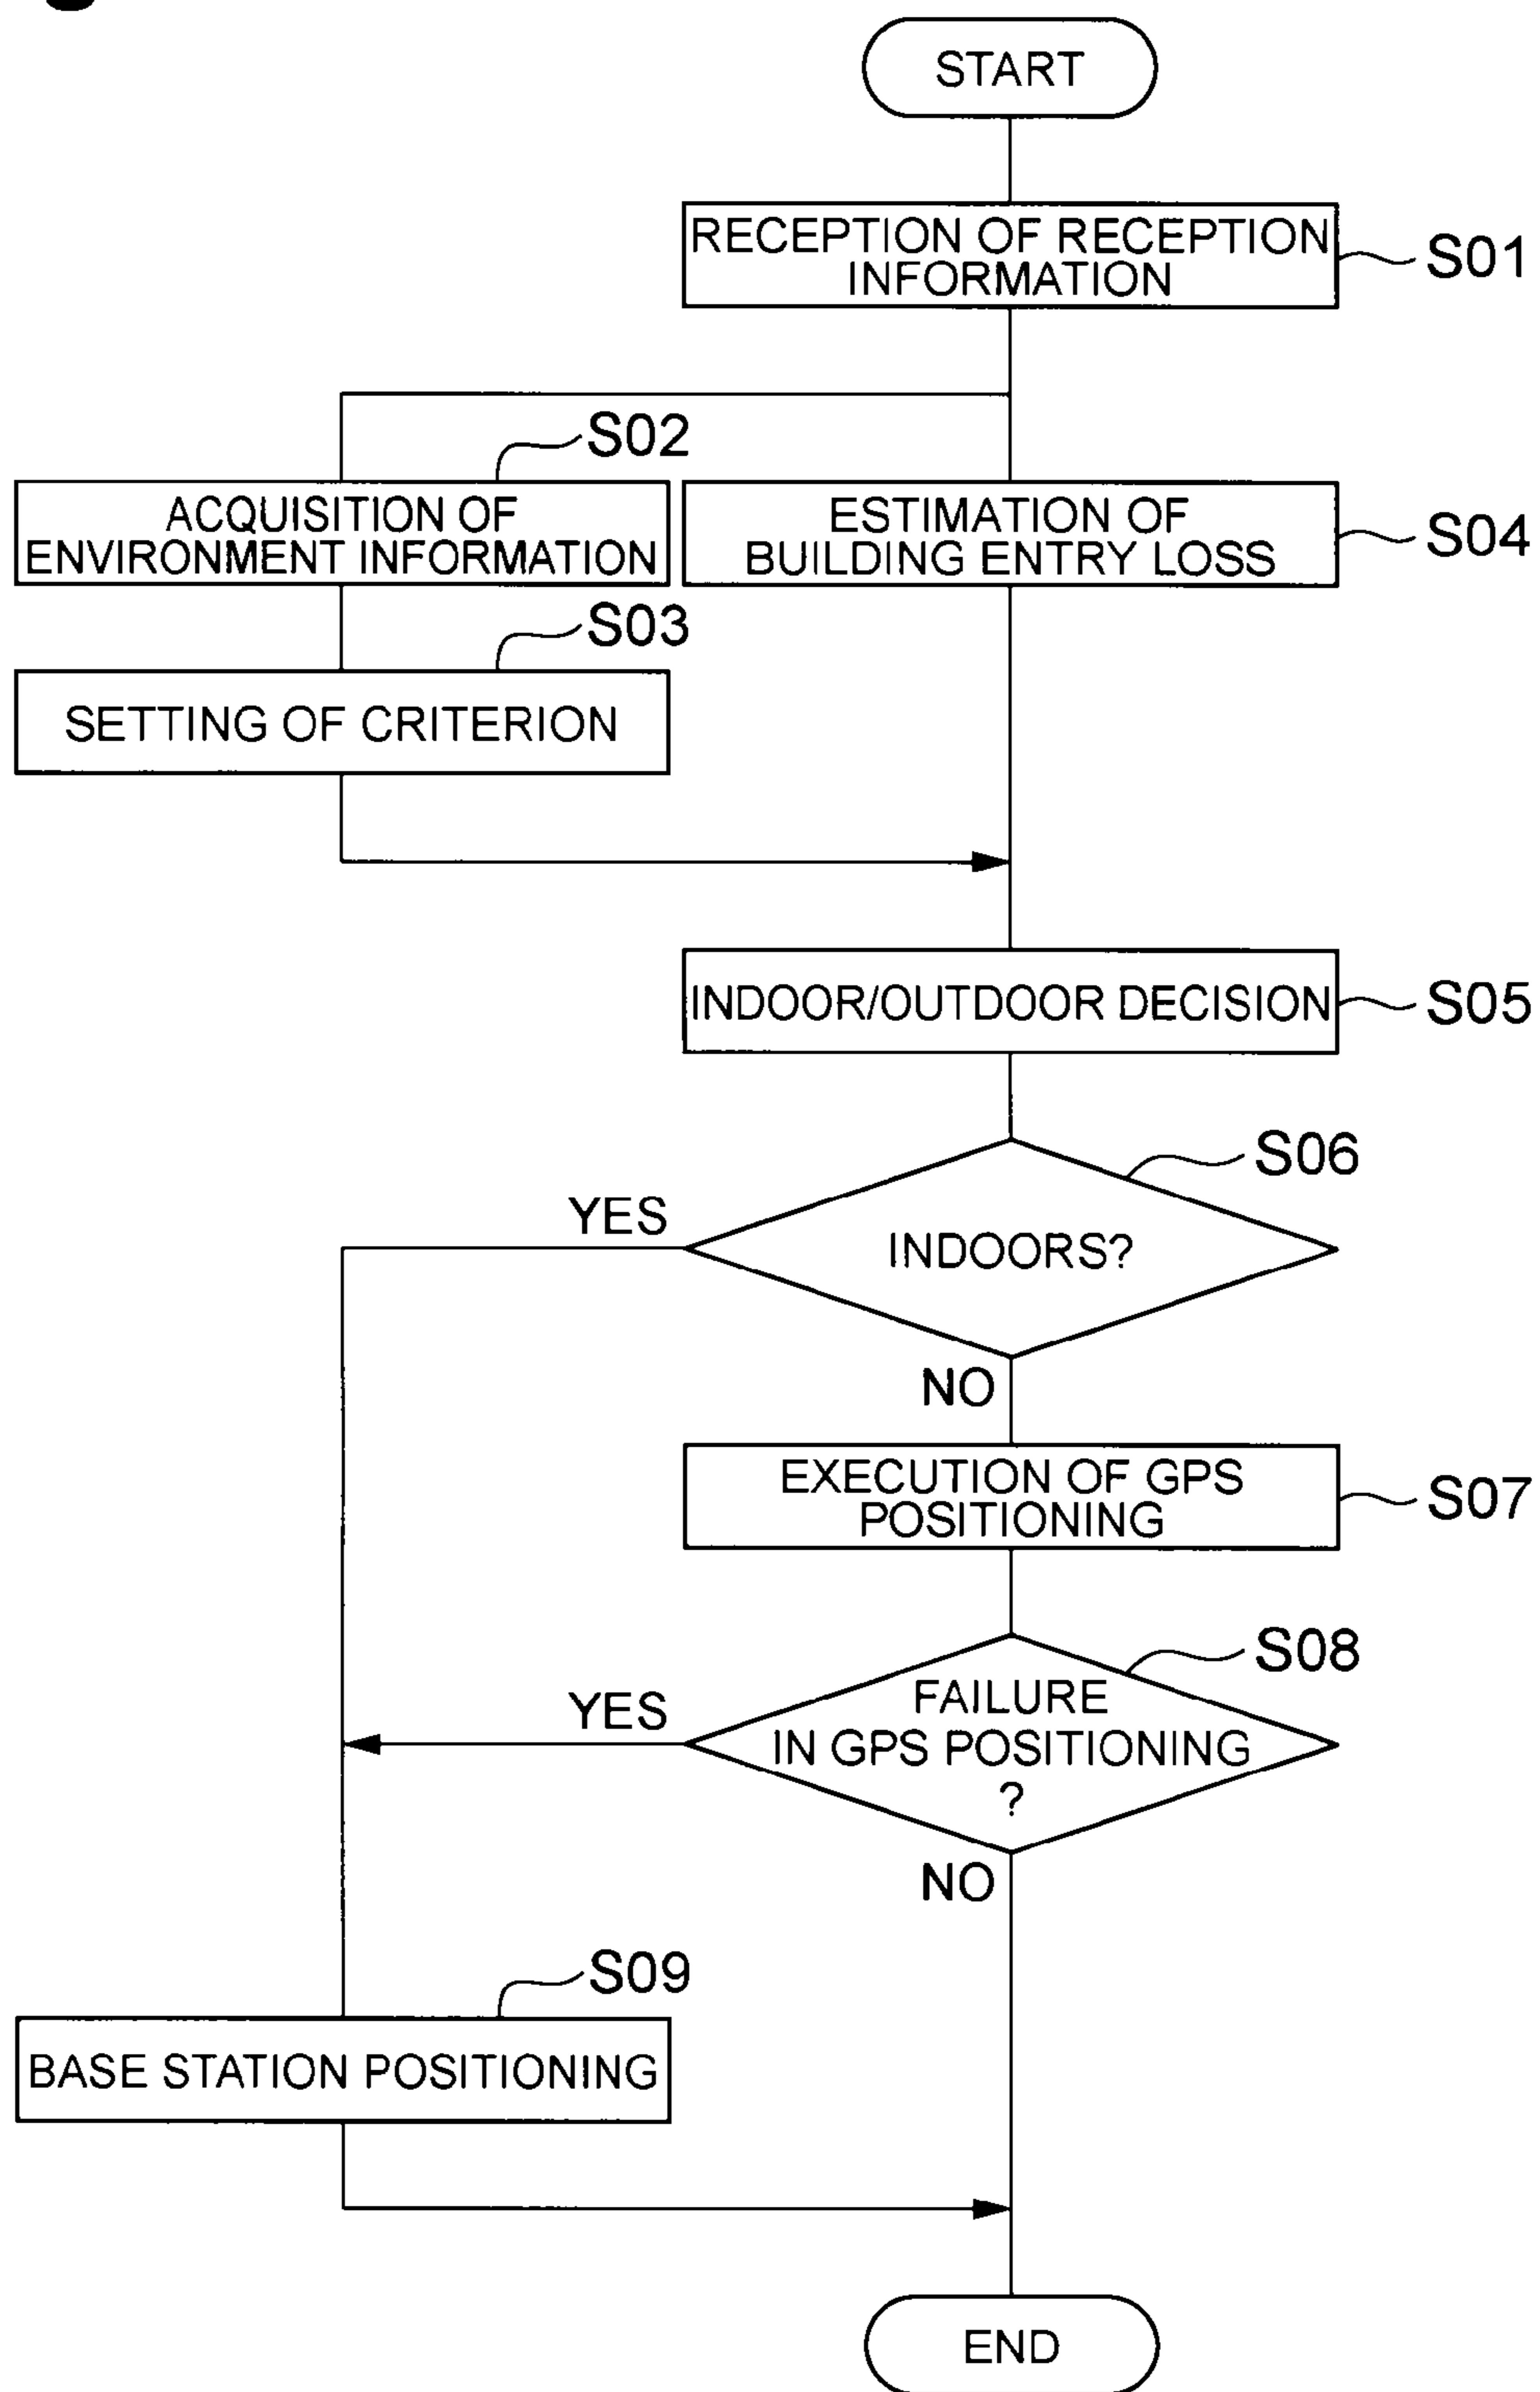 START
RECEPTION OF RECEPTION
INFORMATION
S01
S02
ACQUISITION OF
ENVIRONMENT INFORMATION
ESTIMATION OF
BUILDING ENTRY LOSS
S04
S03
SETTING OF CRITERION
INDOOR/OUTDOOR DECISION
S05
S06
YES
INDOORS?
NO
EXECUTION OF GPS
POSITIONING
S07
S08
YES
FAILURE
IN GPS POSITIONING
?
NO
S09
BASE STATION POSITIONING
END